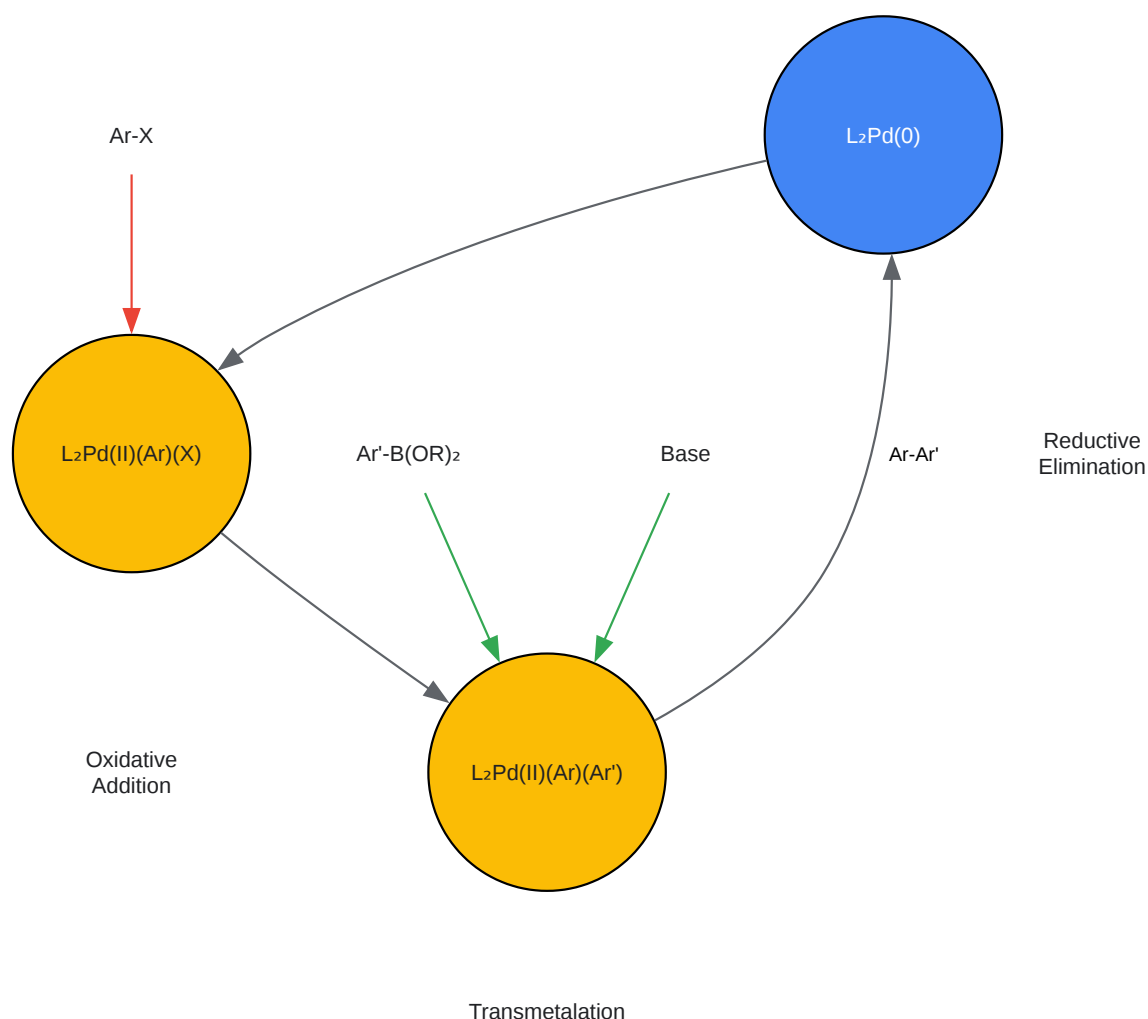 Ar-X
L₂Pd(0)
L₂Pd(II)(Ar)(X)
Ar'-B(OR)₂
Base
Ar-Ar'
Reductive
Elimination
Oxidative
Addition
L₂Pd(II)(Ar)(Ar')
Transmetalation